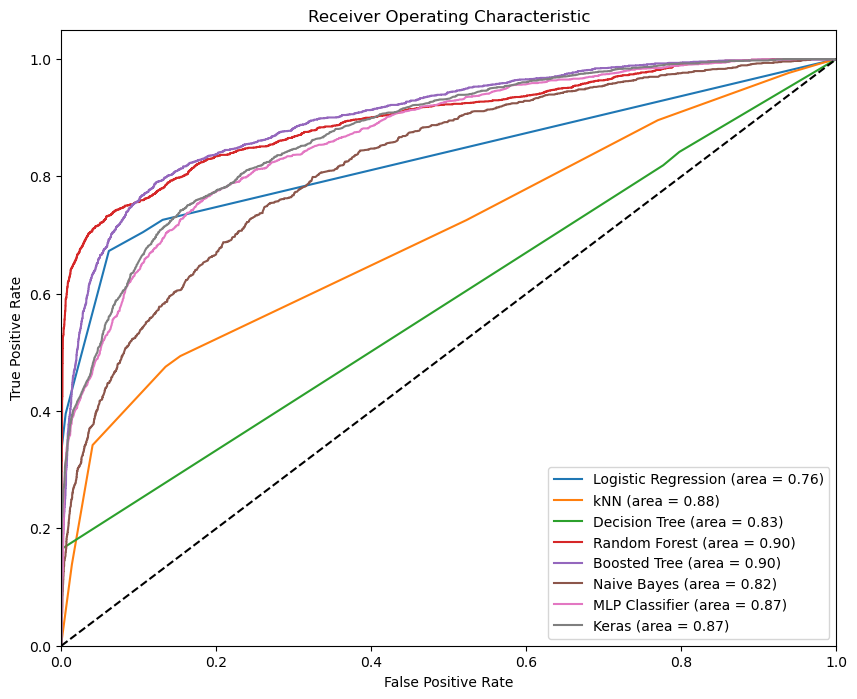 Receiver Operating Characteristic
1.0
0.8
0.6
0.4
0.2
0.0
True Positive Rate
Logistic Regression (area = 0.76)
kNN (area = 0.88)
Decision Tree (area = 0.83)
Random Forest (area = 0.90)
Boosted Tree (area = 0.90)
Naive Bayes (area = 0.82)
MLP Classifier (area = 0.87)
Keras (area = 0.87)
0.0 0.2 0.4 0.6 0.8 1.0
False Positive Rate